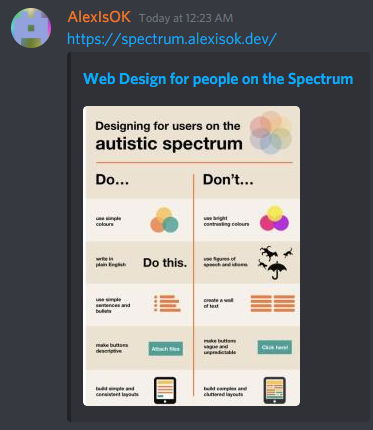 AlexIsOK Today at 12:23 AM
https://spectrum.alexisok.dev/
Web Design for people on the Spectrum
Designing for users on the
autistic spectrum
Do...
Don't...
use simple
colours
use bright
contrasting colours
write in
plain English
Do this.
use figures of
speech and idioms
use simple
sentences and
bullets
create a wall
of text
make buttons
descriptive
Attach files
make buttons
vague and
unpredictable
Click here!
build simple and
consistent layouts
build complex and
cluttered layouts